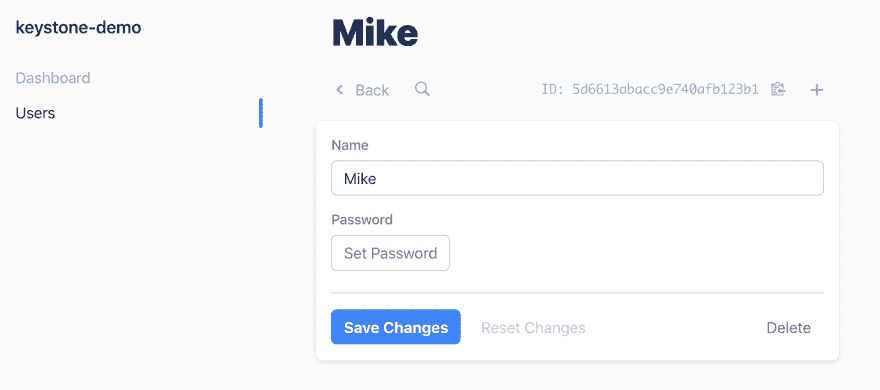 keystone-demo
Dashboard
Users
Mike
Back
ID: 5d6613abacc9e740afb123b1
Name
Mike
Password
Set Password
Save Changes Reset Changes Delete